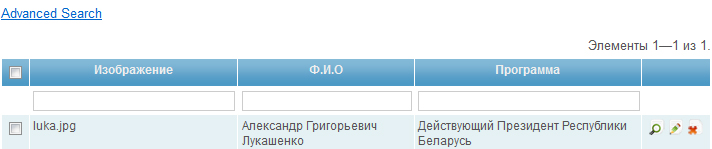 Advanced Search
Элементы 1—1 из 1.
Изображение Ф.И.О Программа
luka.jpg Александр Григорьевич Действующий Президент Республики
Лукашенко Беларусь